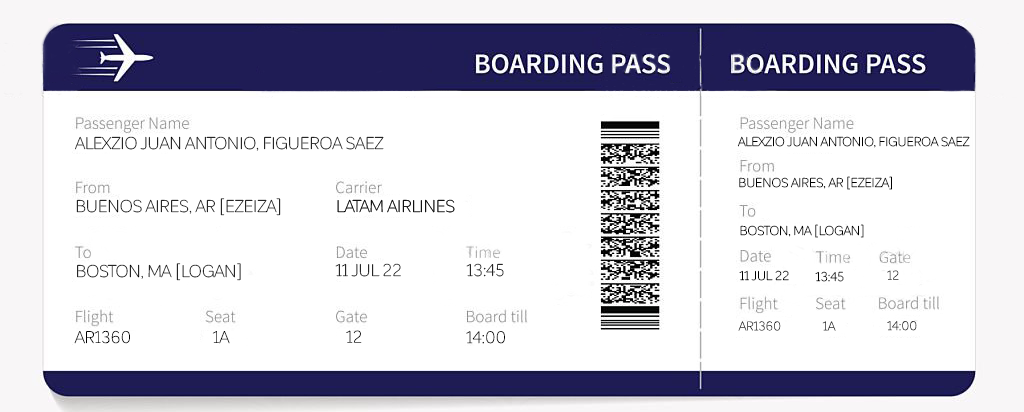 BOARDING PASS
Passenger Name
ALEXZIO JUAN ANTONIO, FIGUEROA SAEZ
From Carrier
BUENOS AIRES, AR [EZEIZA] LATAM AIRLINES
To Date Time
BOSTON, MA [LOGAN] 11 JUL 22 13:45
Flight Seat Gate Board till
AR1360 1A 12 14:00
BOARDING PASS
Passenger Name
ALEXZIO JUAN ANTONIO, FIGUEROA SAEZ
From
BUENOS AIRES, AR [EZEIZA]
To
BOSTON, MA [LOGAN]
Date Time Gate
11 JUL 22 13:45 12
Flight Seat Board till
AR1360 1A 14:00